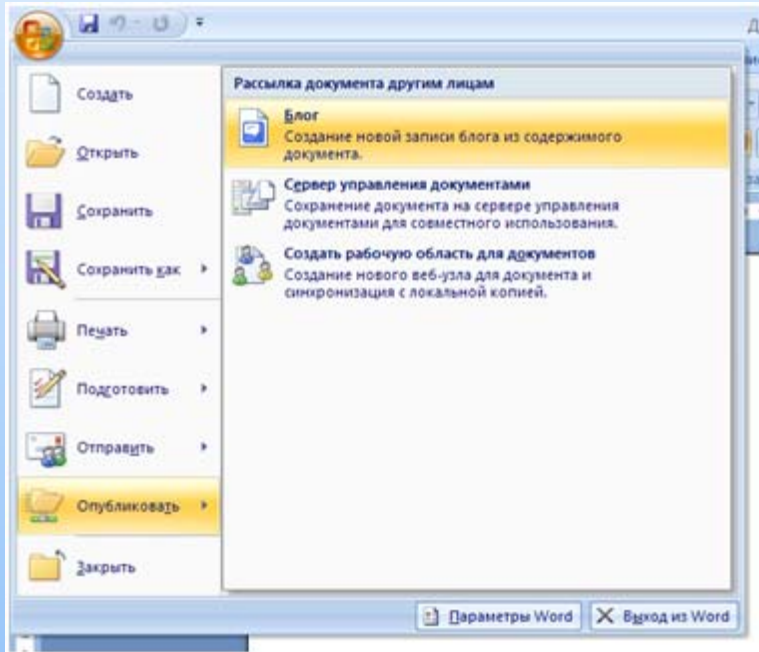 Создать
Открыть
Сохранить
Сохранить как
Печать
Подготовить
Отправить
Опубликовать
Закрыть
Рассылка документа другим лицам
Блог
Создание новой записи блога из содержимого
документа.
Сервер управления документами
Сохранение документа на сервере управления
документами для совместного использования.
Создать рабочую область для документов
Создание нового веб-узла для документа и
синхронизация с локальной копией.
Параметры Word
Выход из Word